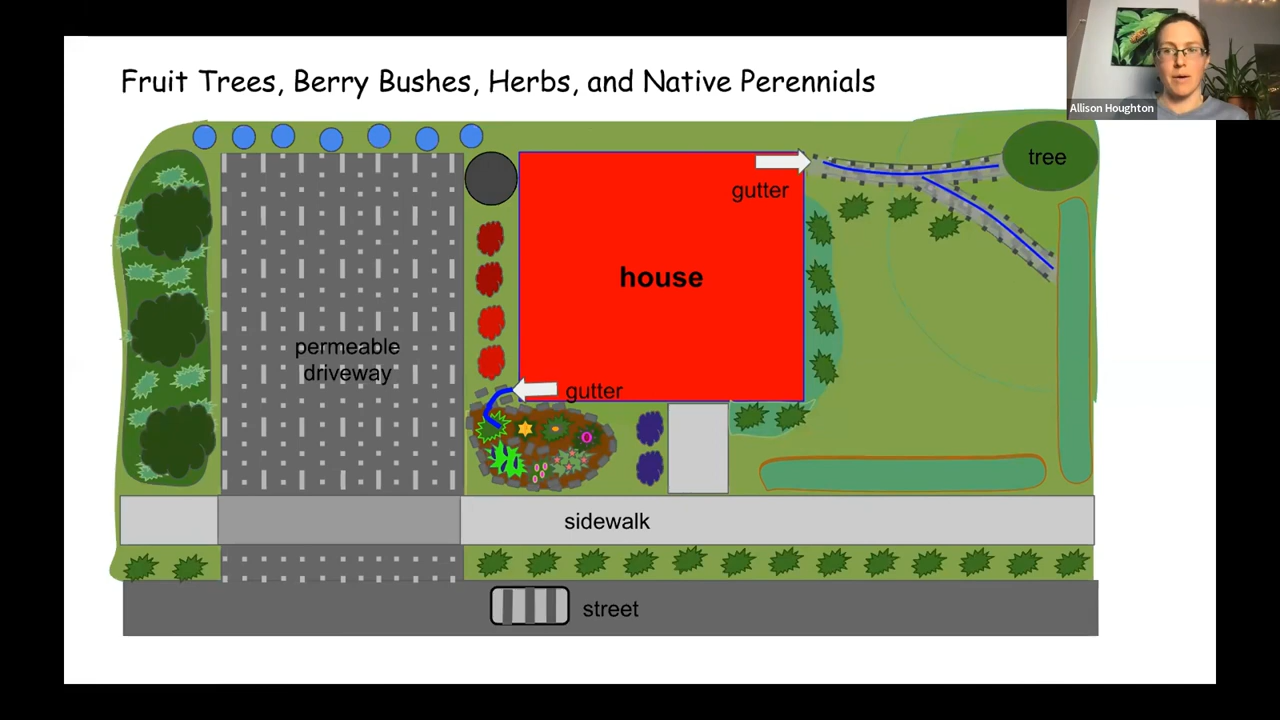 Fruit Trees, Berry Bushes, Herbs, and Native Perennials
Allison Houghton
tree
gutter
house
permeable
driveway
gutter
sidewalk
street